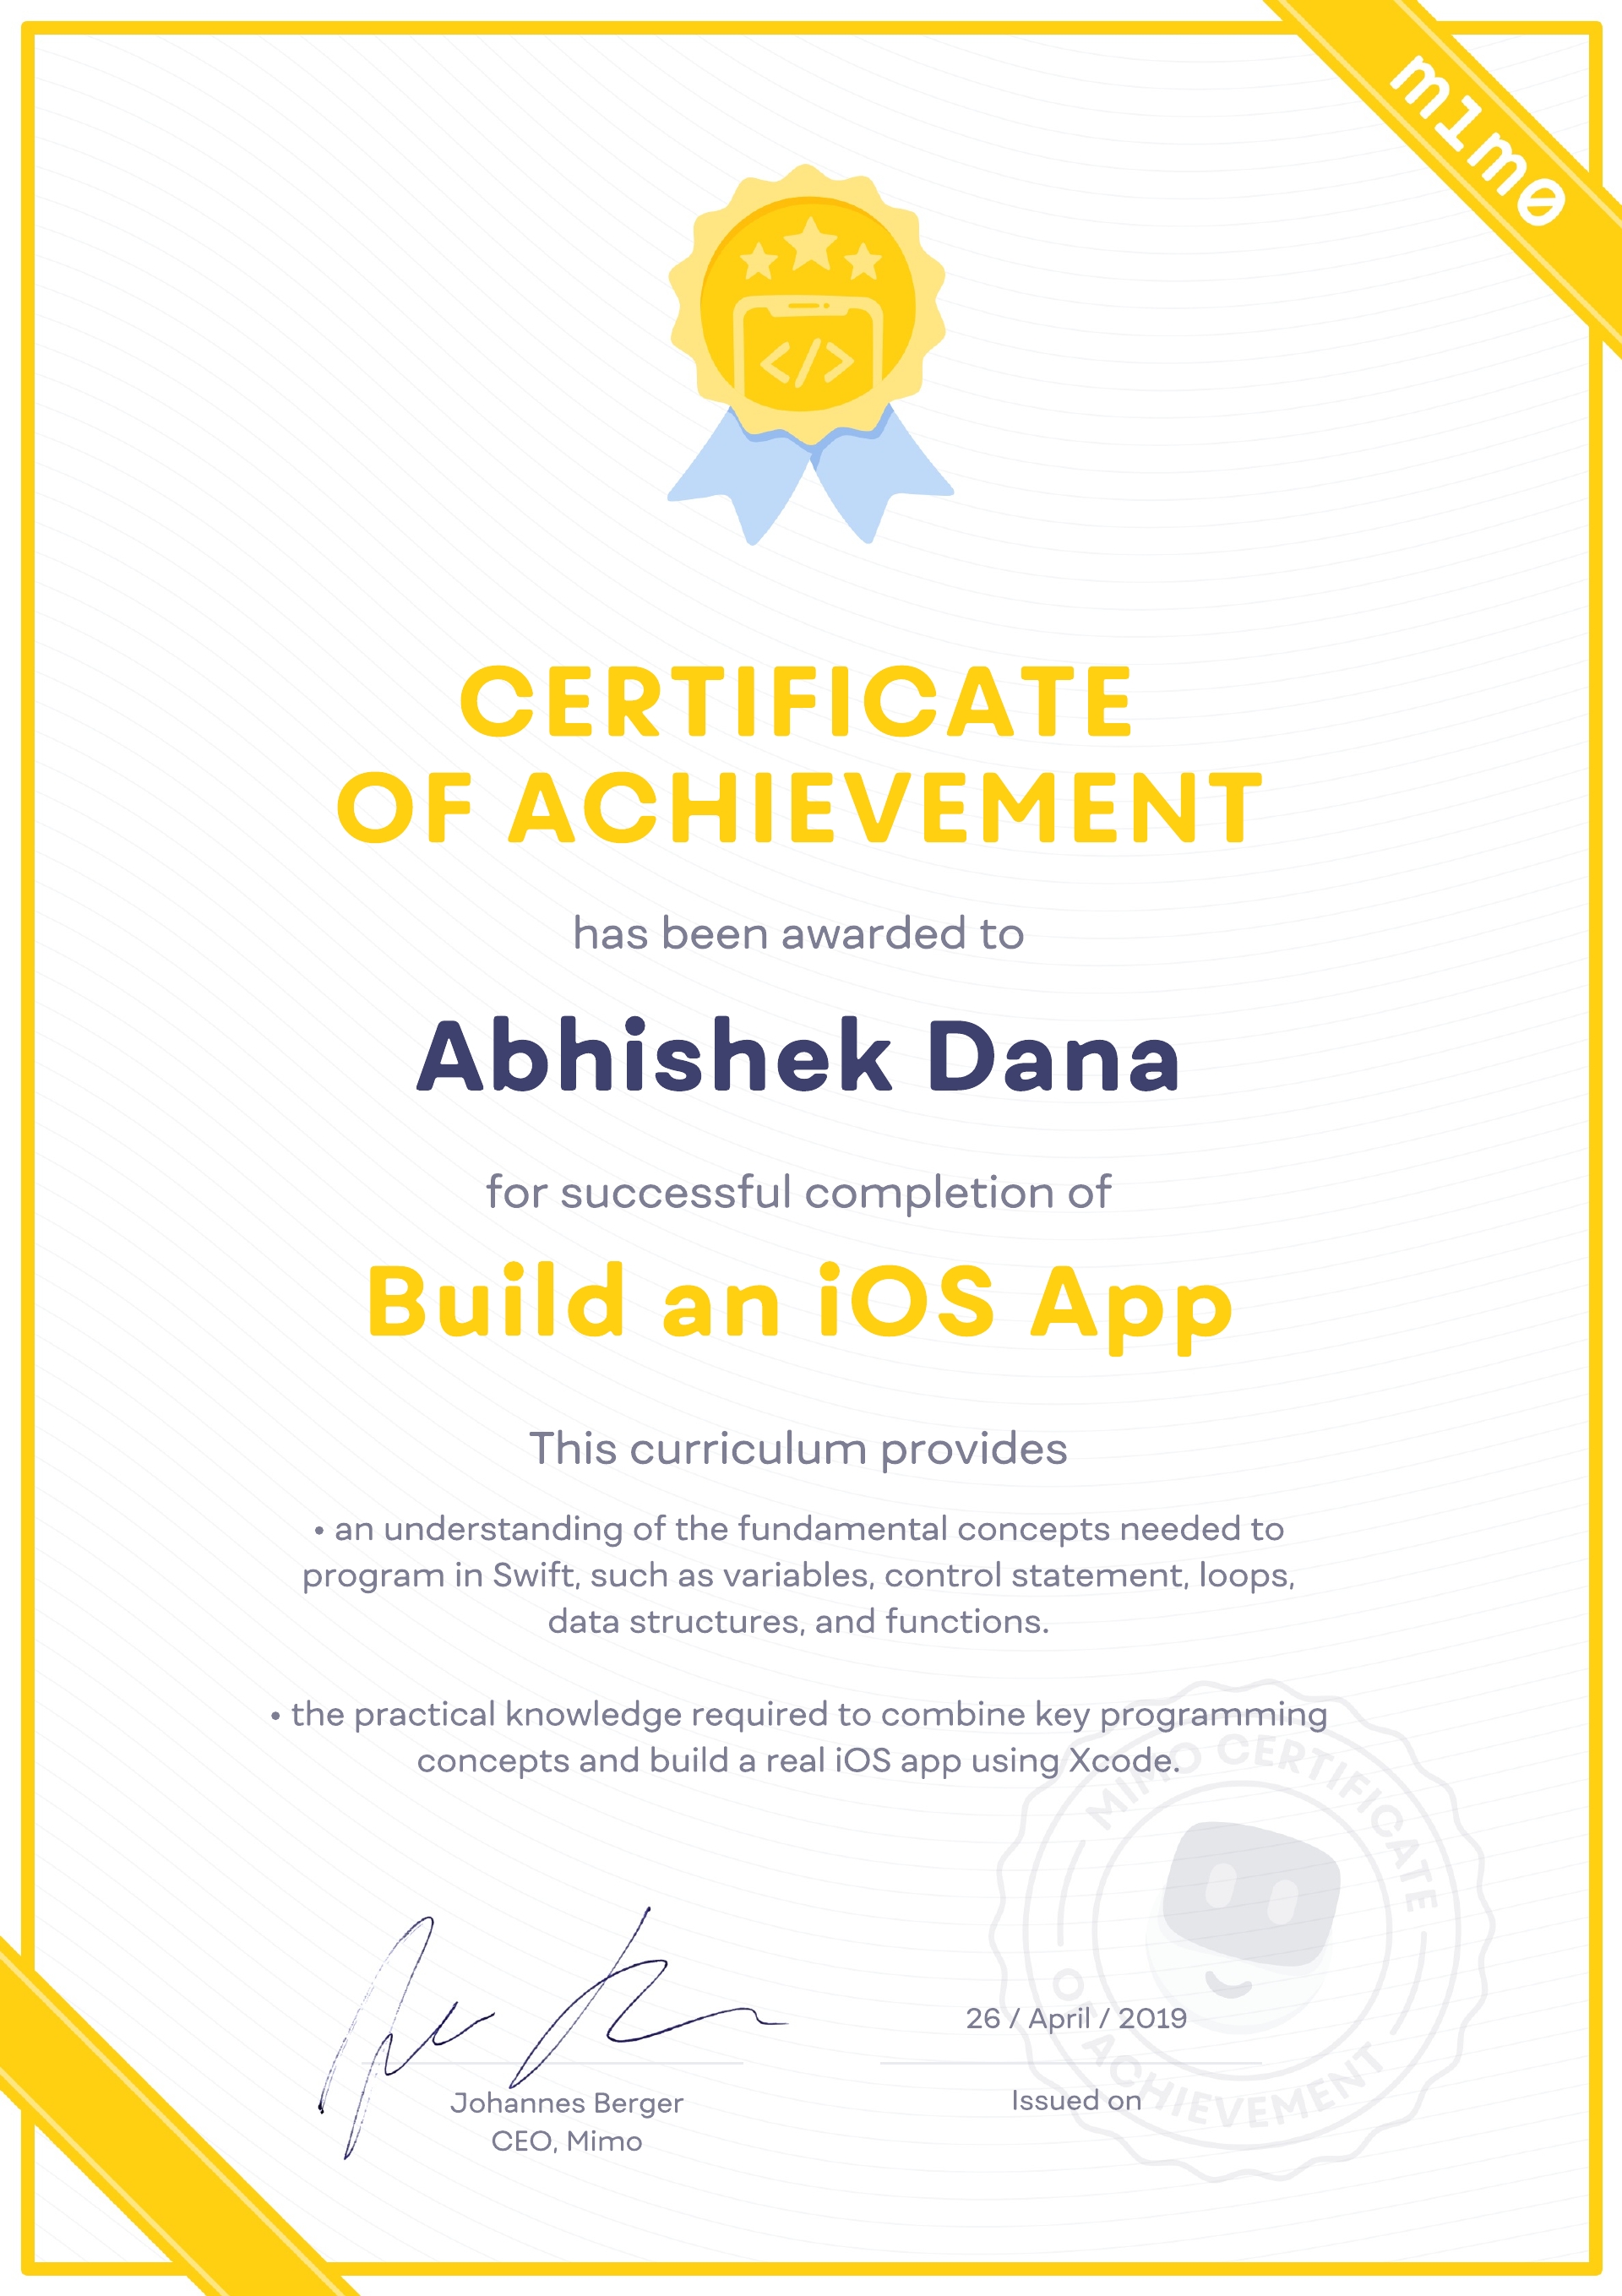 m1m0
</>
CERTIFICATE
OF ACHIEVEMENT
has been awarded to
Abhishek Dana
for successful completion of
Build an iOS App
This curriculum provides
• an understanding of the fundamental concepts needed to
program in Swift, such as variables, control statement, loops,
data structures, and functions.
• the practical knowledge required to combine key programming
concepts and build a real iOS app using Xcode.
MIMO CERTIFICATE
OF ACHIEVEMENT
26 / April / 2019
Issued on
Johannes Berger
CEO, Mimo